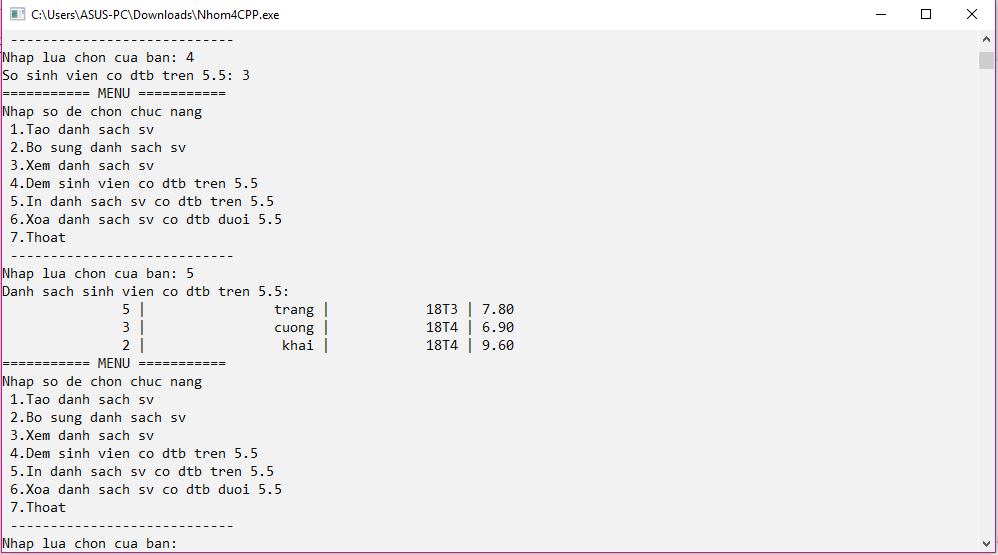 C:\Users\ASUS-PC\Downloads\Nhom4CPP.exe
----------------------------
Nhap lua chon cua ban: 4
So sinh vien co dtb tren 5.5: 3
=========== MENU ===========
Nhap so de chon chuc nang
1.Tao danh sach sv
2.Bo sung danh sach sv
3.Xem danh sach sv
4.Dem sinh vien co dtb tren 5.5
5.In danh sach sv co dtb tren 5.5
6.Xoa danh sach sv co dtb duoi 5.5
7.Thoat
----------------------------
Nhap lua chon cua ban: 5
Danh sach sinh vien co dtb tren 5.5:
5 | trang | 18T3 | 7.80
3 | cuong | 18T4 | 6.90
2 | khai | 18T4 | 9.60
=========== MENU ===========
Nhap so de chon chuc nang
1.Tao danh sach sv
2.Bo sung danh sach sv
3.Xem danh sach sv
4.Dem sinh vien co dtb tren 5.5
5.In danh sach sv co dtb tren 5.5
6.Xoa danh sach sv co dtb duoi 5.5
7.Thoat
----------------------------
Nhap lua chon cua ban: